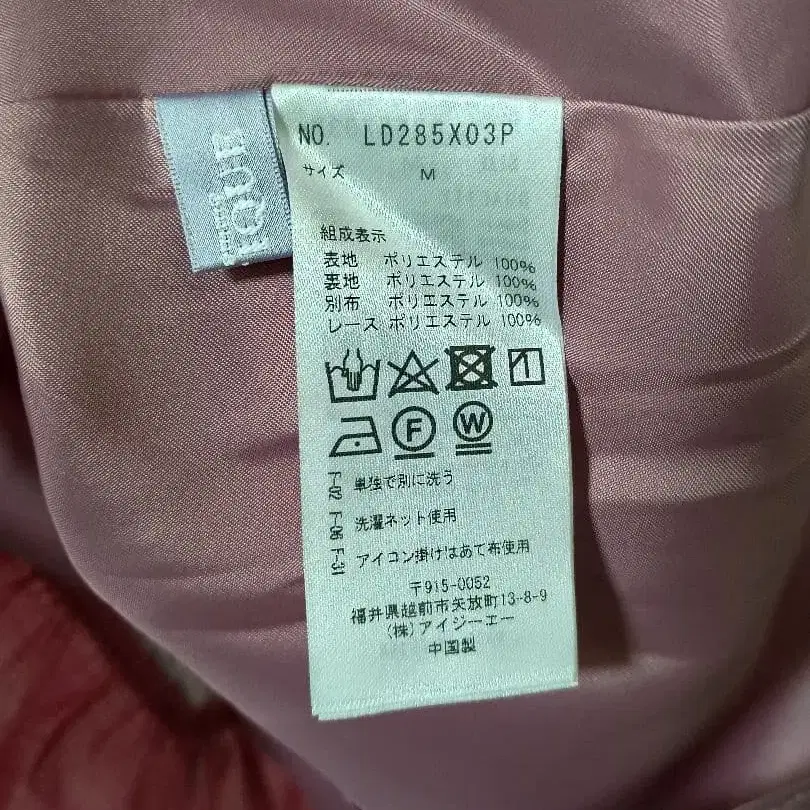 NO. LD285X03P
サイズ M
組成表示
表地 ポリエステル 100%
裏地 ポリエステル 100%
別布 ポリエステル 100%
レース ポリエステル 100%
1
F W
F-02 単独で別に洗う
F-06 洗濯ネット使用
F-31 アイコン掛けはあて布使用
〒915-0052
福井県越前市矢放町13-8-9
(株)アイジーエー
中国製